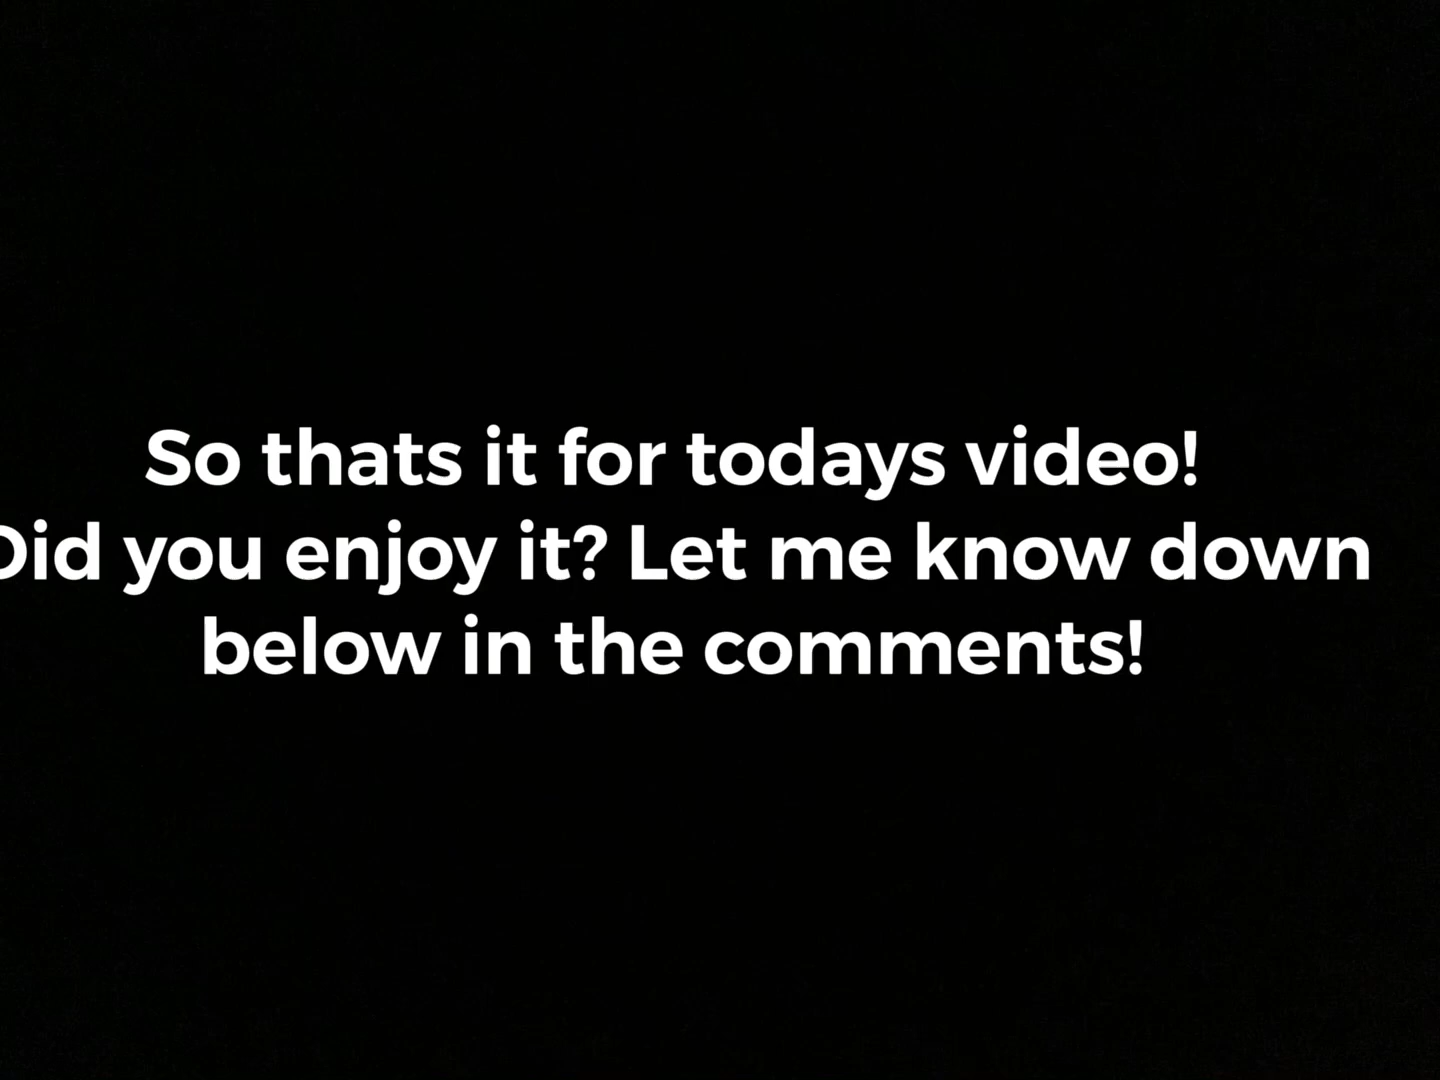 So thats it for todays video!
Did you enjoy it? Let me know down
below in the comments!